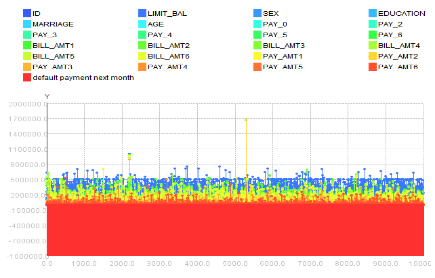 ID LIMIT_BAL SEX EDUCATION
MARRIAGE AGE PAY_0 PAY_2
PAY_3 PAY_4 PAY_5 PAY_6
BILL_AMT1 BILL_AMT2 BILL_AMT3 BILL_AMT4
BILL_AMT5 BILL_AMT6 PAY_AMT1 PAY_AMT2
PAY_AMT3 PAY_AMT4 PAY_AMT5 PAY_AMT6
default payment next month
Y
2000000.0
1700000.0
1400000.0
1100000.0
800000.0
500000.0
200000.0
-100000.0
-400000.0
-700000.0
-1000000.0
0.0 1000.0 2000.0 3000.0 4000.0 5000.0 6000.0 7000.0 8000.0 9000.0